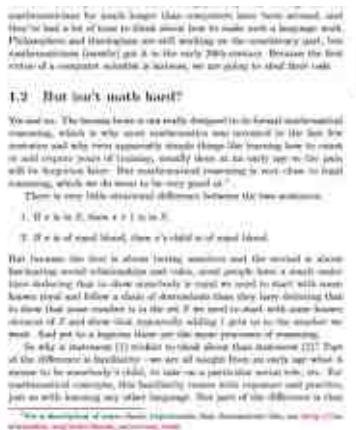 mathematicians for much longer than computers have been around, and
they've had a lot of time to think about how to make such a language work.
Philosophers and theologians are still working on the consistency part, but
mathematicians (mostly) got it in the early 20th century. Because the first
virtue of a computer scientist is laziness, we are going to steal their code.
1.2 But isn't math hard?
Yes and no. The human brain is not really designed to do formal mathematical
reasoning, which is why most mathematics was invented in the last few
centuries and why even apparently simple things like learning how to count
or add require years of training, usually done at an early age so the pain
will be forgotten later. But mathematical reasoning is very close to legal
reasoning, which we do seem to be very good at.
There is very little structural difference between the two sentences:
1. If x is in S, then x + 1 is in S.
2. If x is of royal blood, then x's child is of royal blood.
But because the first is about boring numbers and the second is about
fascinating social relationships and rules, most people have a much easier
time deducing that to show somebody is royal we need to start with some
known royal and follow a chain of descendants than they have deducing that
to show that some number is in the set S we need to start with some known
element of S and show that repeatedly adding 1 gets us to the number we
want. And yet to a logician these are the same processes of reasoning.
So why is statement (1) trickier to think about than statement (2)? Part
of the difference is familiarity—we are all taught from an early age what it
means to be somebody's child, to take on a particular social role, etc. For
mathematical concepts, this familiarity comes with exposure and practice,
just as with learning any other language. But part of the difference is that